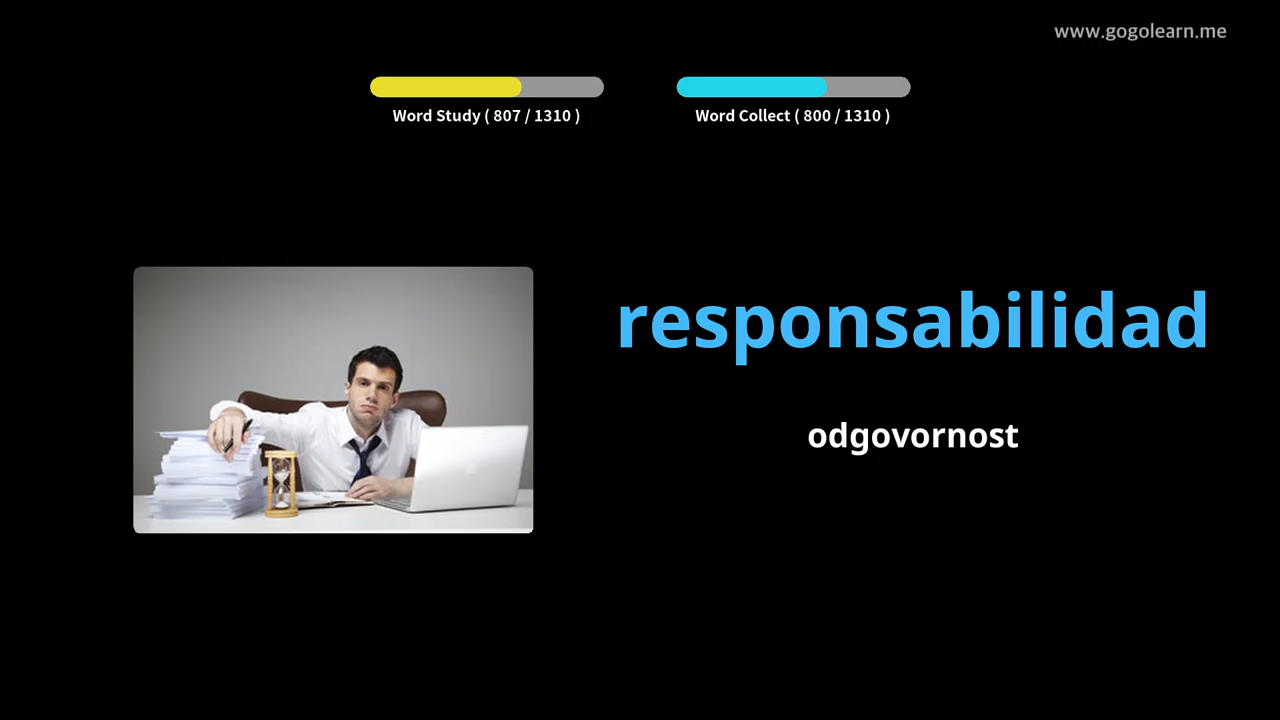 www.gogolearn.me
Word Study ( 807 / 1310 )
Word Collect ( 800 / 1310 )
responsabilidad
odgovornost